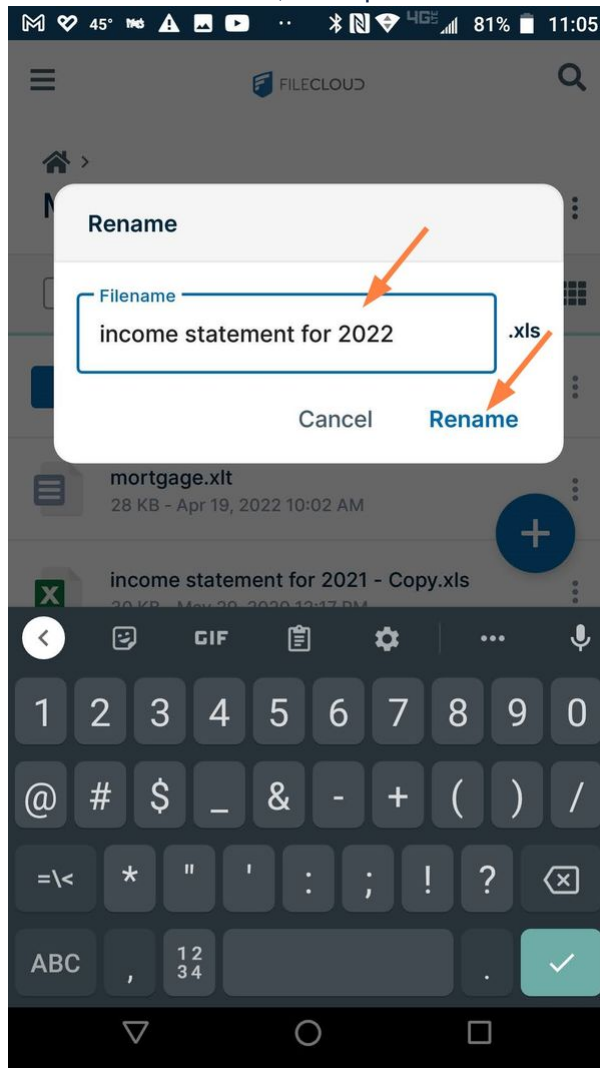 45° 81% 11:05
FILECLOUD
Rename
Filename
income statement for 2022 .xls
Cancel Rename
mortgage.xlt
28 KB - Apr 19, 2022 10:02 AM
income statement for 2021 - Copy.xls
GIF
1 2 3 4 5 6 7 8 9 0
@ # $ _ & - + ( ) /
=\< * " ' : ; ! ?
ABC , 12 34 .